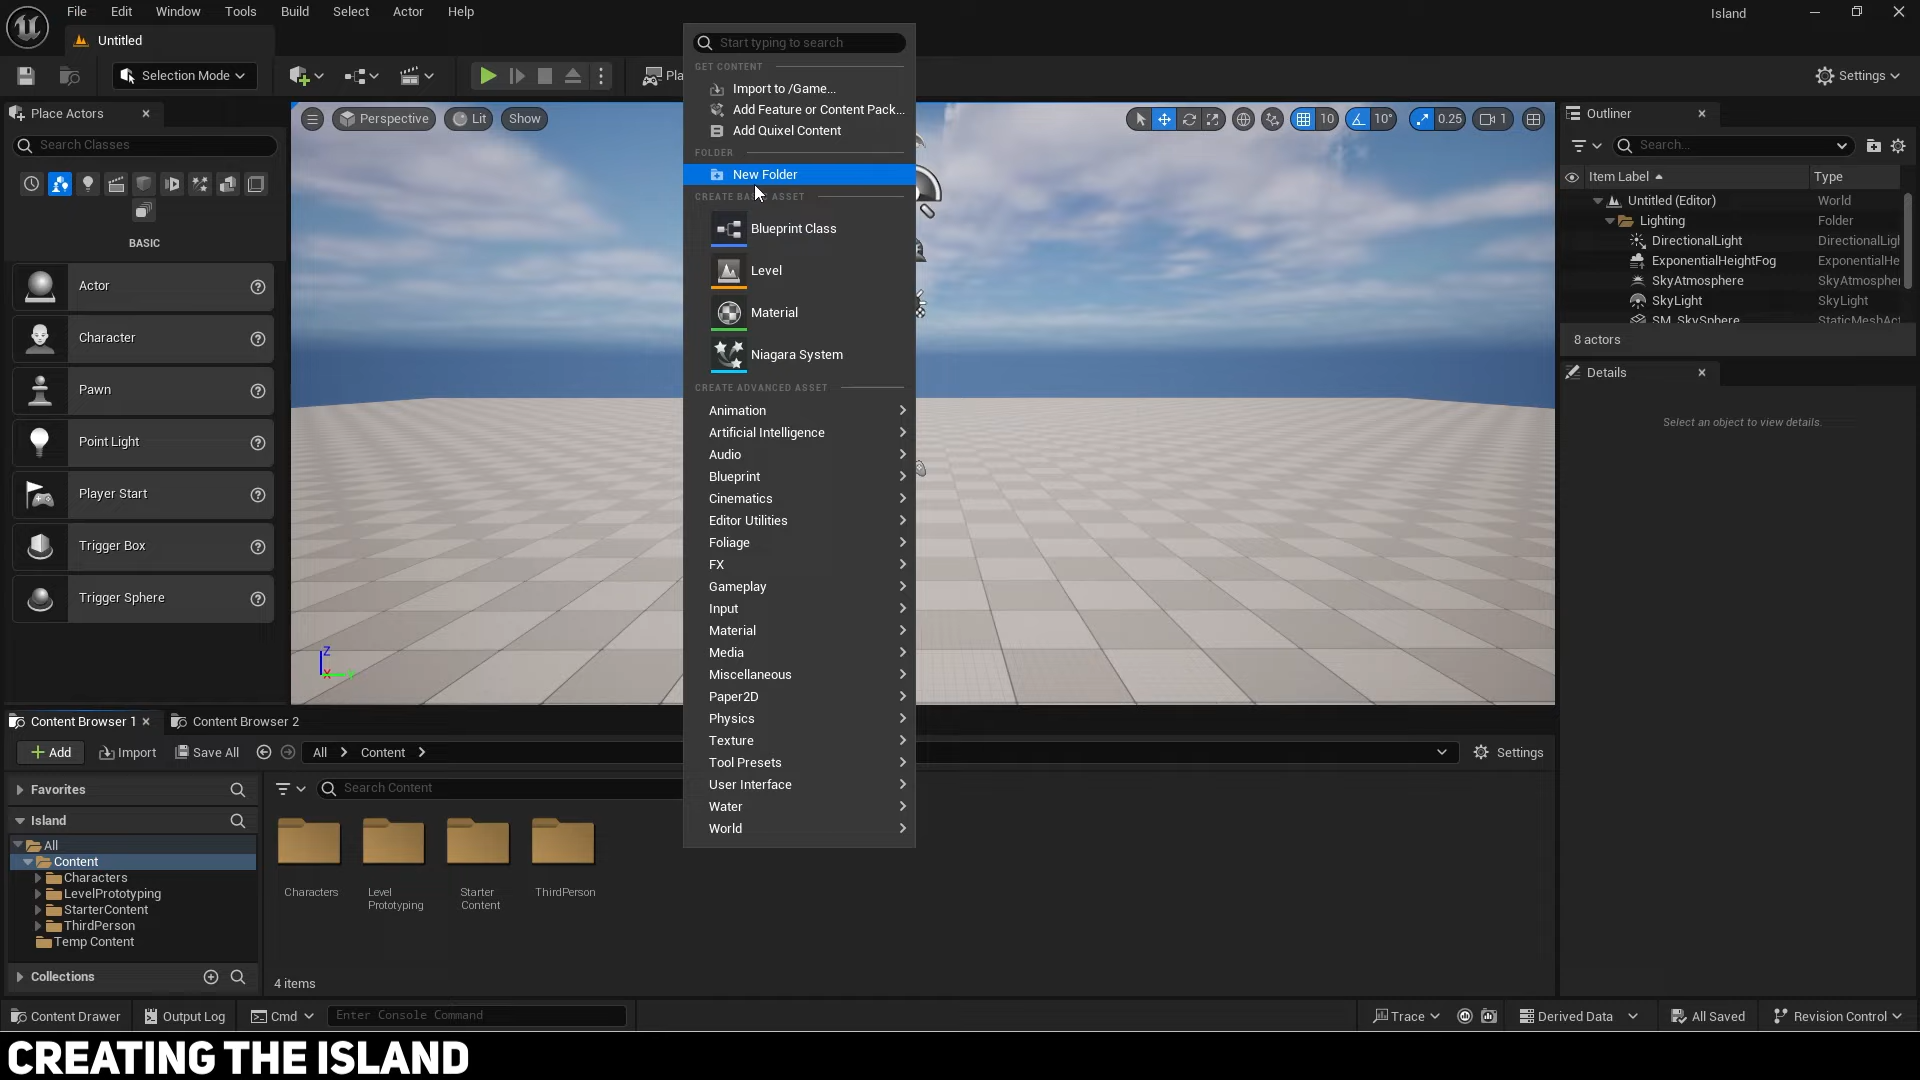 File Edit Window Tools Build Select Actor Help
Island
Untitled
Selection Mode
Pla
Settings
Place Actors
Search Classes
BASIC
Actor
Character
Pawn
Point Light
Player Start
Trigger Box
Trigger Sphere
Perspective Lit Show
10 10° 0.25 1
Start typing to search
GET CONTENT
Import to /Game...
Add Feature or Content Pack...
Add Quixel Content
FOLDER
New Folder
CREATE BASIC ASSET
Blueprint Class
Level
Material
Niagara System
CREATE ADVANCED ASSET
Animation
Artificial Intelligence
Audio
Blueprint
Cinematics
Editor Utilities
Foliage
FX
Gameplay
Input
Material
Media
Miscellaneous
Paper2D
Physics
Texture
Tool Presets
User Interface
Water
World
Z
X
Outliner
Search...
Item Label Type
Untitled (Editor) World
Lighting Folder
DirectionalLight DirectionalLigl
ExponentialHeightFog ExponentialHe
SkyAtmosphere SkyAtmospher
SkyLight SkyLight
SM_SkySphere StaticMeshAct
8 actors
Details
Select an object to view details.
Content Browser 1 Content Browser 2
Add Import Save All All Content Settings
Favorites
Island
All
Content
Characters
LevelPrototyping
StarterContent
ThirdPerson
Temp Content
Collections
Search Content
Characters
Level
Prototyping
Starter
Content
ThirdPerson
4 items
Content Drawer Output Log Cmd Enter Console Command Trace Derived Data All Saved Revision Control
CREATING THE ISLAND